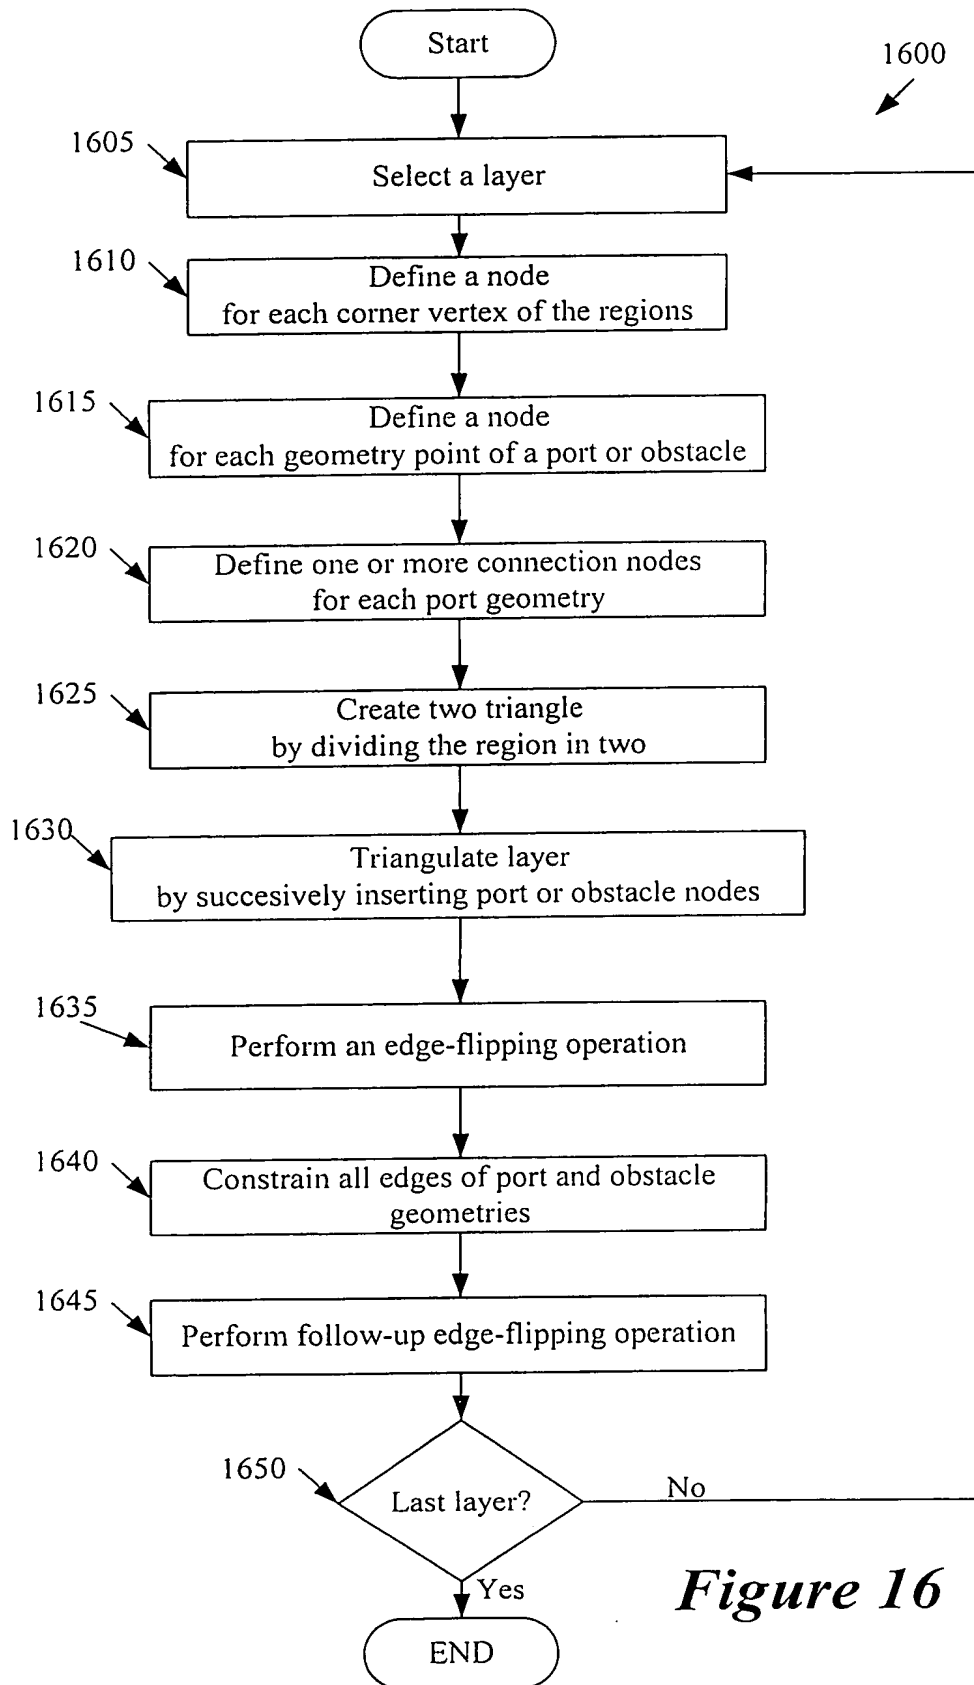 Start
1600
1605
Select a layer
1610
Define a node
for each corner vertex of the regions
1615
Define a node
for each geometry point of a port or obstacle
1620
Define one or more connection nodes
for each port geometry
1625
Create two triangle
by dividing the region in two
1630
Triangulate layer
by succesively inserting port or obstacle nodes
1635
Perform an edge-flipping operation
1640
Constrain all edges of port and obstacle
geometries
1645
Perform follow-up edge-flipping operation
1650
Last layer?
No
Yes
END
Figure 16